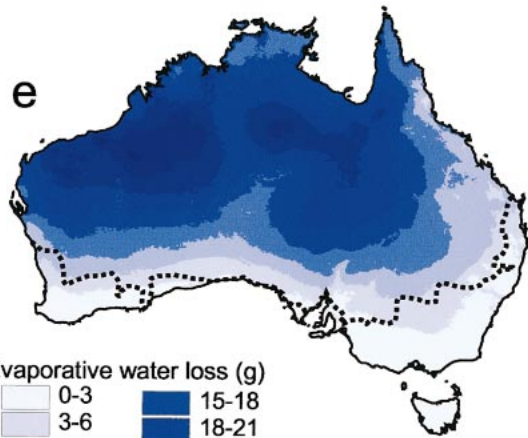 e
vaporative water loss (g)
0-3 15-18
3-6 18-21